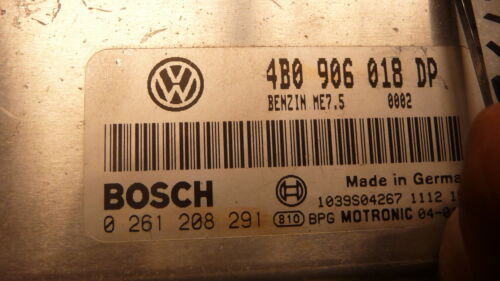 4B0 906 018 DP
BENZIN ME7.5 0002
BOSCH
Made in
0 261 208 291 1039S04267 1112
810 BPG MOTRONIC